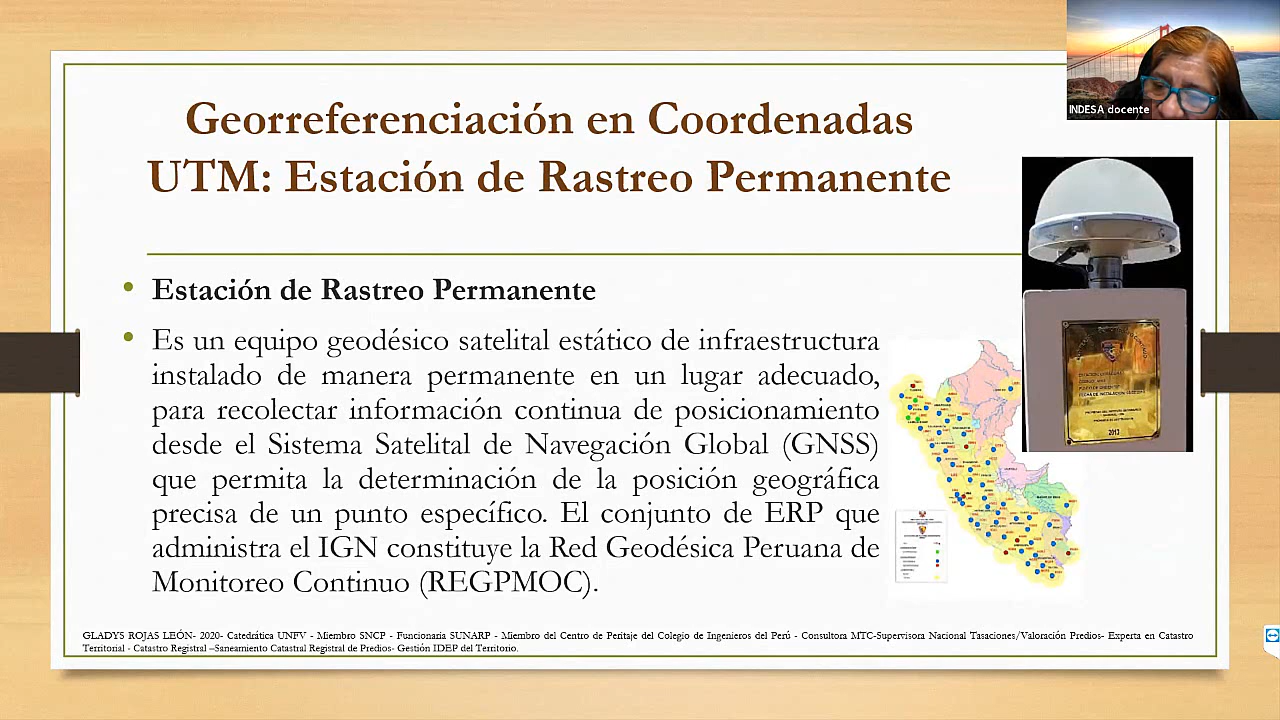 INDESA docente
Georreferenciación en Coordenadas
UTM: Estación de Rastreo Permanente
• Estación de Rastreo Permanente
• Es un equipo geodésico satelital estático de infraestructura
instalado de manera permanente en un lugar adecuado,
para recolectar información continua de posicionamiento
desde el Sistema Satelital de Navegación Global (GNSS)
que permita la determinación de la posición geográfica
precisa de un punto específico. El conjunto de ERP que
administra el IGN constituye la Red Geodésica Peruana de
Monitoreo Continuo (REGPMOC).
2013
GLADYS ROJAS LEÓN- 2020- Catedrática UNFV - Miembro SNCP - Funcionaria SUNARP - Miembro del Centro de Peritaje del Colegio de Ingenieros del Perú - Consultora MTC-Supervisora Nacional Tasaciones/Valoración Predios- Experta en Catastro
Territorial - Catastro Registral –Saneamiento Catastral Registral de Predios- Gestión IDEP del Territorio.